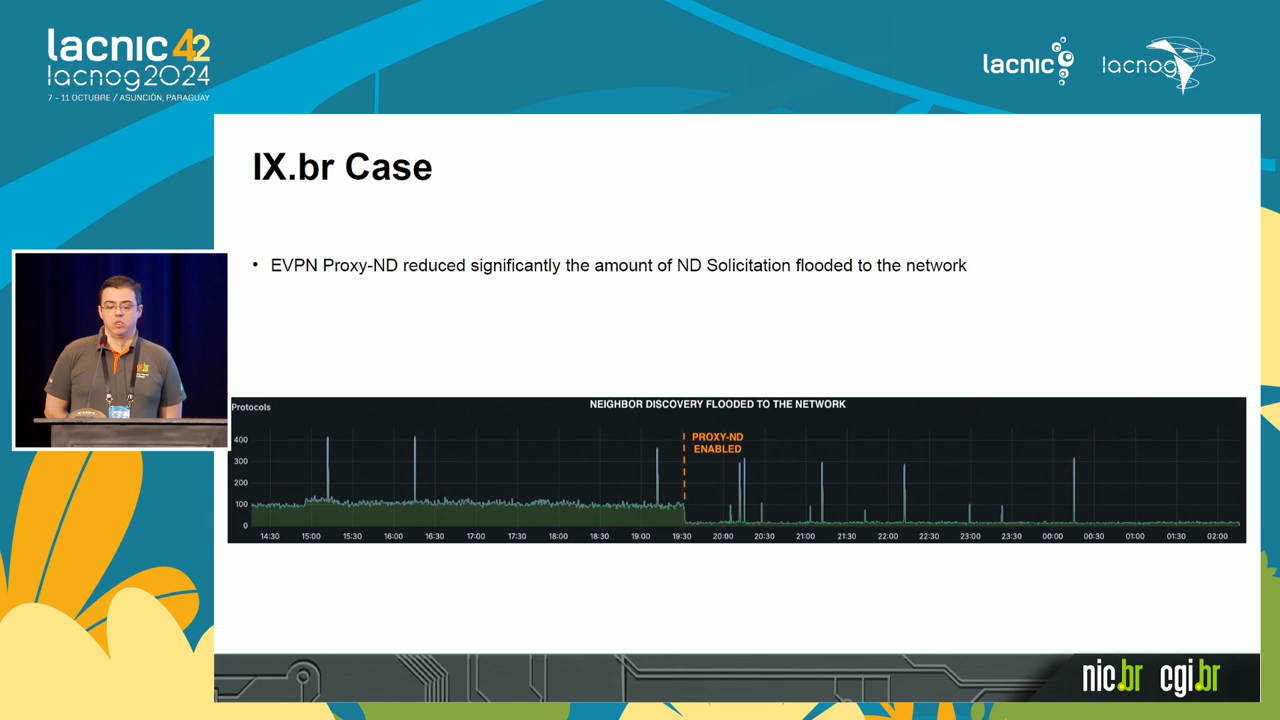 lacnic 42
lacnog2024
7 - 11 OCTUBRE / ASUNCIÓN, PARAGUAY
lacnic
lacnog
IX.br Case
• EVPN Proxy-ND reduced significantly the amount of ND Solicitation flooded to the network
NEIGHBOR DISCOVERY FLOODED TO THE NETWORK
Protocols
PROXY-ND
ENABLED
400
300
200
100
0
14:30 15:00 15:30 16:00 16:30 17:00 17:30 18:00 18:30 19:00 19:30 20:00 20:30 21:00 21:30 22:00 22:30 23:00 23:30 00:00 00:30 01:00 01:30 02:00
nic.br cgi.br